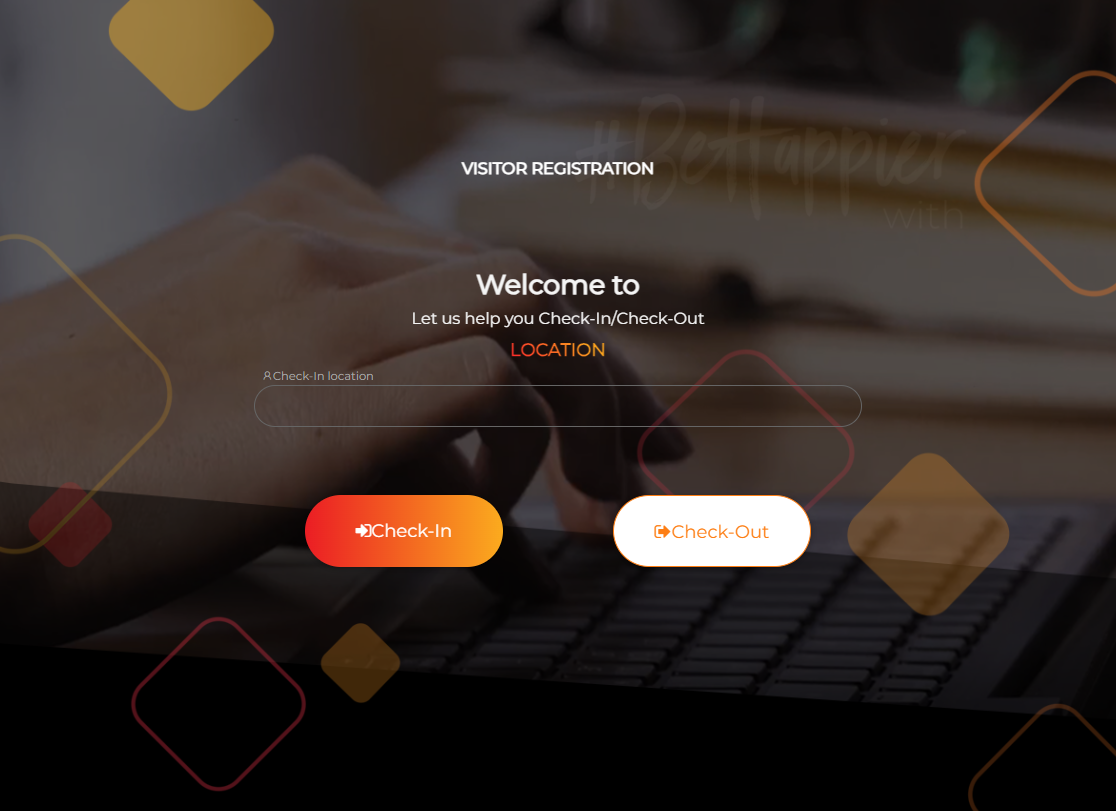 #BeHappier
with
VISITOR REGISTRATION
Welcome to
Let us help you Check-In/Check-Out
LOCATION
Check-In location
Check-In
Check-Out